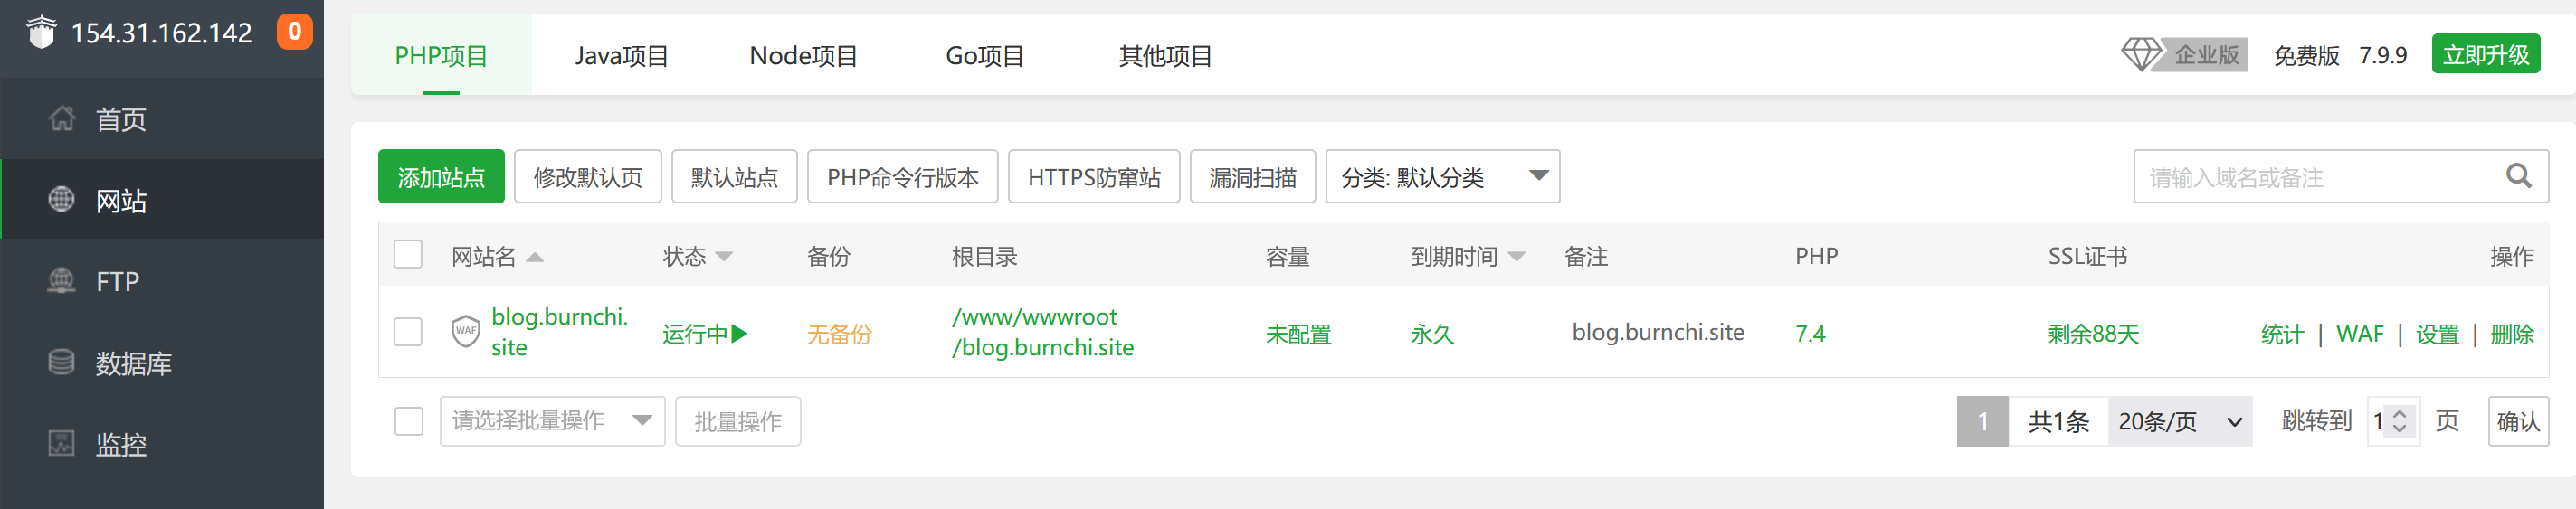 154.31.162.142 0
首页
网站
FTP
数据库
监控
PHP项目 Java项目 Node项目 Go项目 其他项目 企业版 免费版 7.9.9 立即升级
添加站点 修改默认页 默认站点 PHP命令行版本 HTTPS防窜站 漏洞扫描 分类: 默认分类 请输入域名或备注
网站名 状态 备份 根目录 容量 到期时间 备注 PHP SSL证书 操作
WAF blog.burnchi.
site 运行中 无备份 /www/wwwroot
/blog.burnchi.site 未配置 永久 blog.burnchi.site 7.4 剩余88天 统计 | WAF | 设置 | 删除
请选择批量操作 批量操作 1 共1条 20条/页 跳转到 1 页 确认